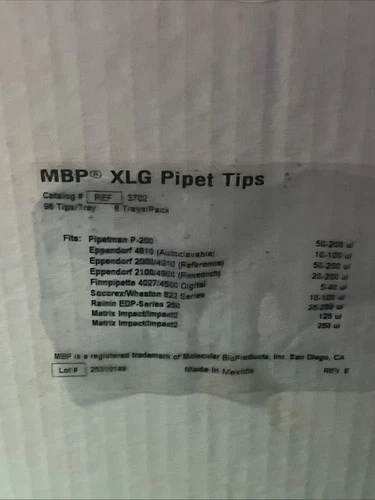 MBP® XLG Pipet Tips
Catalog # REF 3702
96 Tips/Tray 8 Trays/Pack
Fits: Pipetman P-200 50-200 ul
Eppendorf 4810 (Autoclavable) 10-100 ul
Eppendorf 2000/4910 (Reference) 50-200 ul
Eppendorf 2100/4900 (Research) 20-200 ul
Finnpipette 4027/4500 Digital 5-40 ul
Socorex/Wheaton 822 Series 10-100 ul
Rainin EDP-Series 250 25-250 ul
Matrix Impact/Impact2 125 ul
Matrix Impact/Impact2 250 ul
MBP is a registered trademark of Molecular BioProducts, Inc. San Diego, CA
Lot # Made in Mexico REV. E